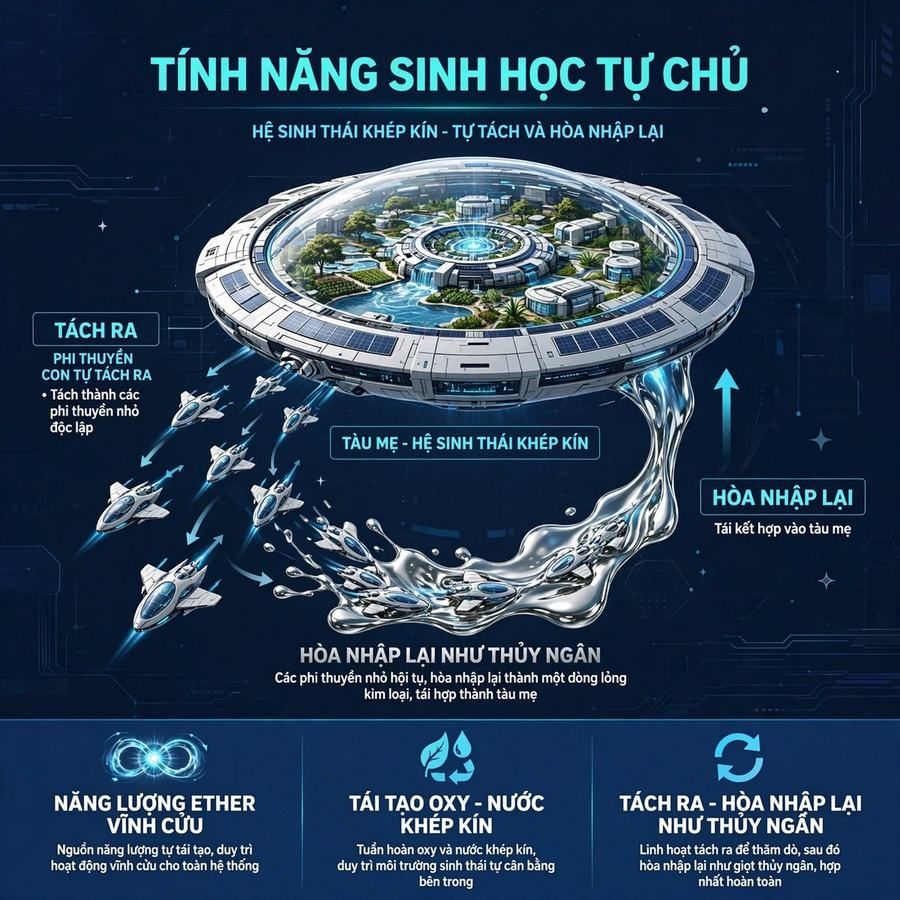 TÍNH NĂNG SINH HỌC TỰ CHỦ
HỆ SINH THÁI KHÉP KÍN - TỰ TÁCH VÀ HÒA NHẬP LẠI
TÁCH RA
PHI THUYỀN
CON TỰ TÁCH RA
• Tách thành các
phi thuyền nhỏ
độc lập
TÀU MẸ - HỆ SINH THÁI KHÉP KÍN
HÒA NHẬP LẠI
Tái kết hợp vào tàu mẹ
HÒA NHẬP LẠI NHƯ THỦY NGÂN
Các phi thuyền nhỏ hội tụ, hòa nhập lại thành một dòng lỏng
kim loại, tái hợp thành tàu mẹ
NĂNG LƯỢNG ETHER
VĨNH CỬU
Nguồn năng lượng tự tái tạo, duy trì
hoạt động vĩnh cửu cho toàn hệ thống
TÁI TẠO OXY - NƯỚC
KHÉP KÍN
Tuần hoàn oxy và nước khép kín,
duy trì môi trường sinh thái tự cân bằng
bên trong
TÁCH RA - HÒA NHẬP LẠI
NHƯ THỦY NGÂN
Linh hoạt tách ra để thăm dò, sau đó
hòa nhập lại như giọt thủy ngân, hợp
nhất hoàn toàn